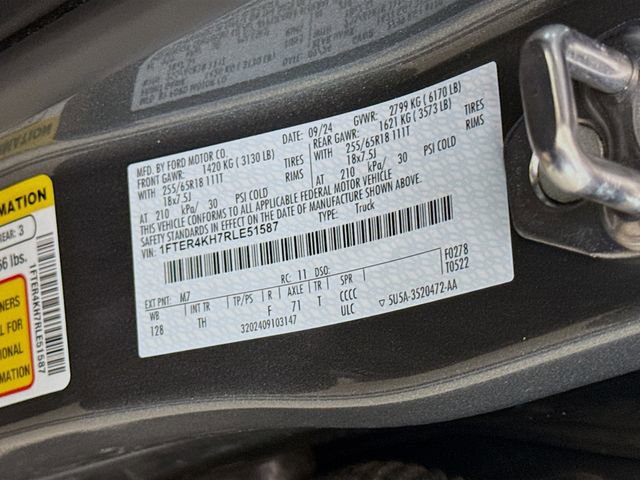 MFD. BY FORD MOTOR CO.
DATE: 09/24
GVWR: 2799 KG ( 6170 LB)
FRONT GAWR: 1420 KG ( 3130 LB)
REAR GAWR: 1621 KG ( 3573 LB)
WITH 255/65R18 111T TIRES
WITH 255/65R18 111T TIRES
18x7.5J RIMS
18x7.5J RIMS
AT 210 kPa/ 30 PSI COLD
AT 210 kPa/ 30 PSI COLD
THIS VEHICLE CONFORMS TO ALL APPLICABLE FEDERAL MOTOR VEHICLE
SAFETY STANDARDS IN EFFECT ON THE DATE OF MANUFACTURE SHOWN ABOVE.
VIN: 1FTER4KH7RLE51587
TYPE: Truck
EXT PNT: M7
RC: 11 DSO:
F0278
T0522
WB INT TR TP/PS R AXLE TR SPR
128 TH F 71 T CCCC
3202409103147
ULC
▽ 5U5A-3520472-AA
MATION
REAR: 3
56 lbs.
NERS
L FOR
IONAL
MATION
1FTER4KH7RLE51587